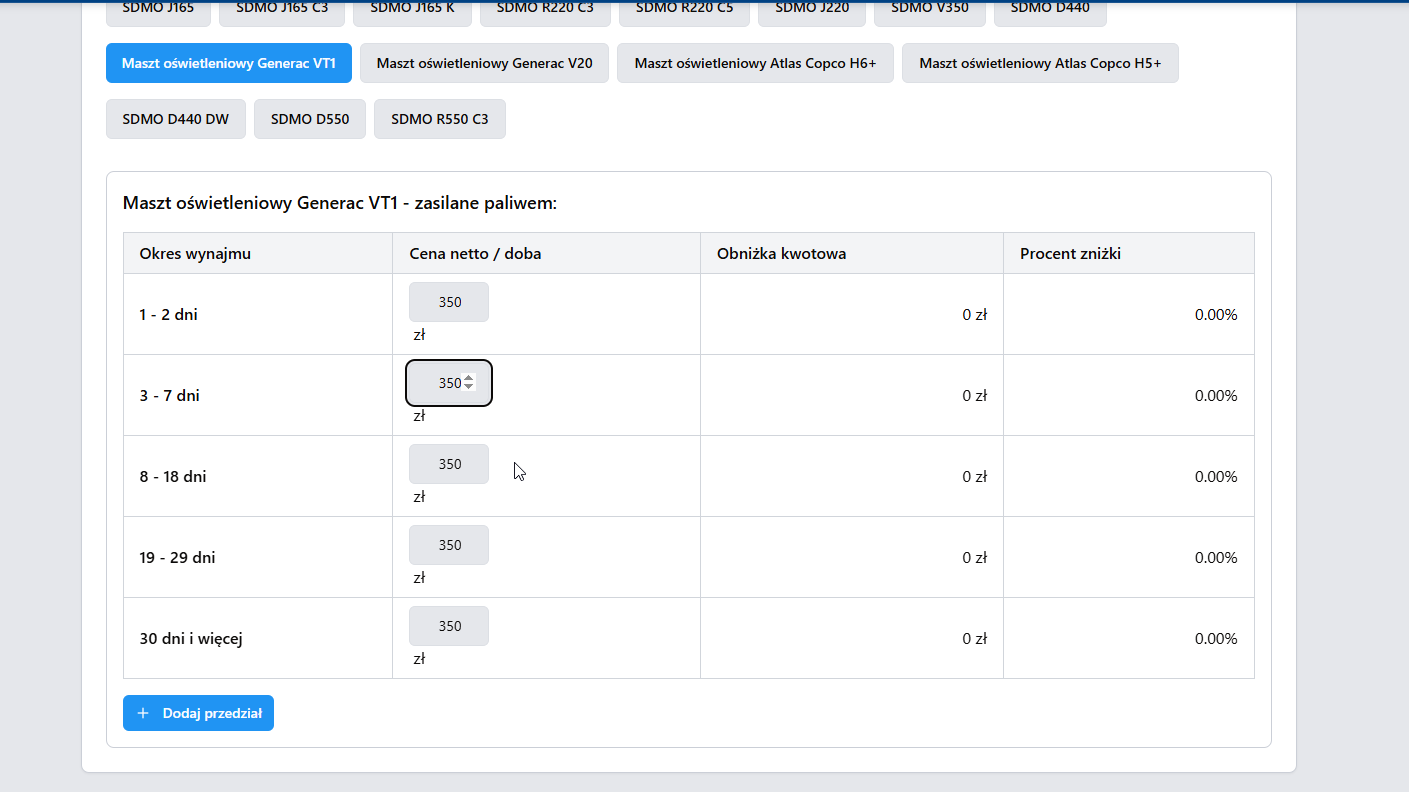 SDMO J165 SDMO J165 C3 SDMO J165 K SDMO R220 C3 SDMO R220 C5 SDMO J220 SDMO V350 SDMO D440
Maszt oświetleniowy Generac VT1 Maszt oświetleniowy Generac V20 Maszt oświetleniowy Atlas Copco H6+ Maszt oświetleniowy Atlas Copco H5+
SDMO D440 DW SDMO D550 SDMO R550 C3
Maszt oświetleniowy Generac VT1 - zasilane paliwem:
Okres wynajmu Cena netto / doba Obniżka kwotowa Procent zniżki
1 - 2 dni 350 zł 0 zł 0.00%
3 - 7 dni 350 zł 0 zł 0.00%
8 - 18 dni 350 zł 0 zł 0.00%
19 - 29 dni 350 zł 0 zł 0.00%
30 dni i więcej 350 zł 0 zł 0.00%
+ Dodaj przedział